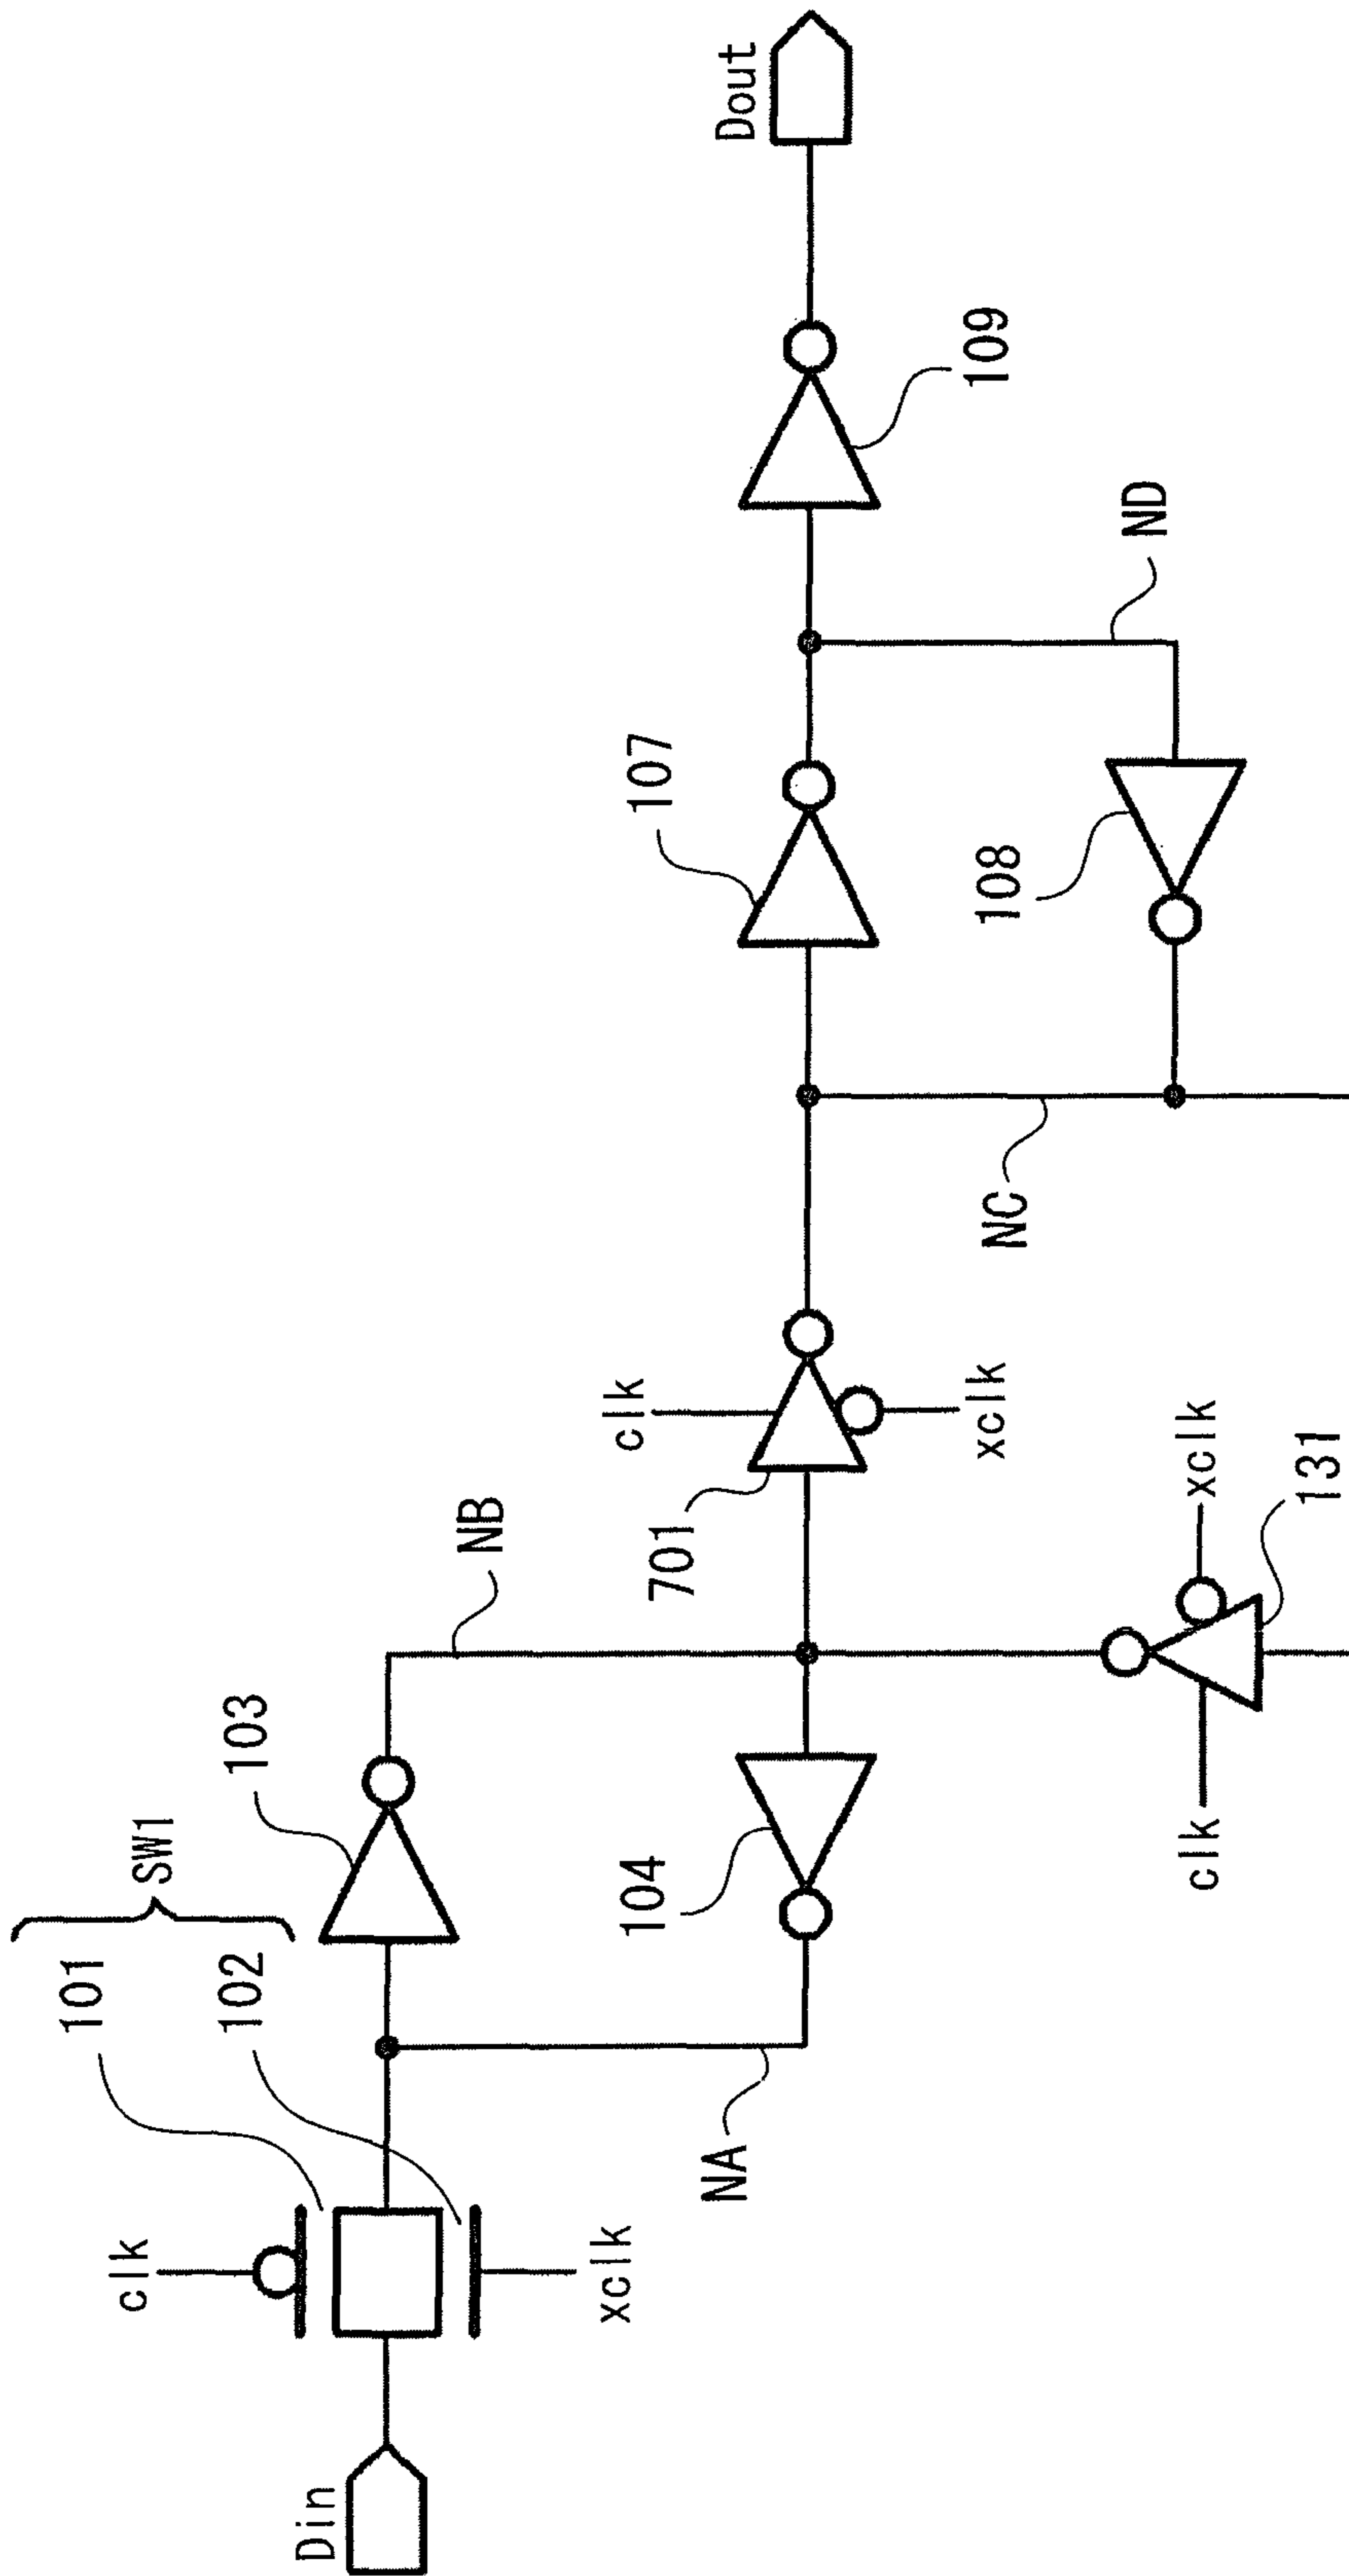 Din
clk
xclk
101
102
SW1
103
NA
104
NB
clk
xclk
131
701
clk
xclk
NC
107
108
ND
109
Dout